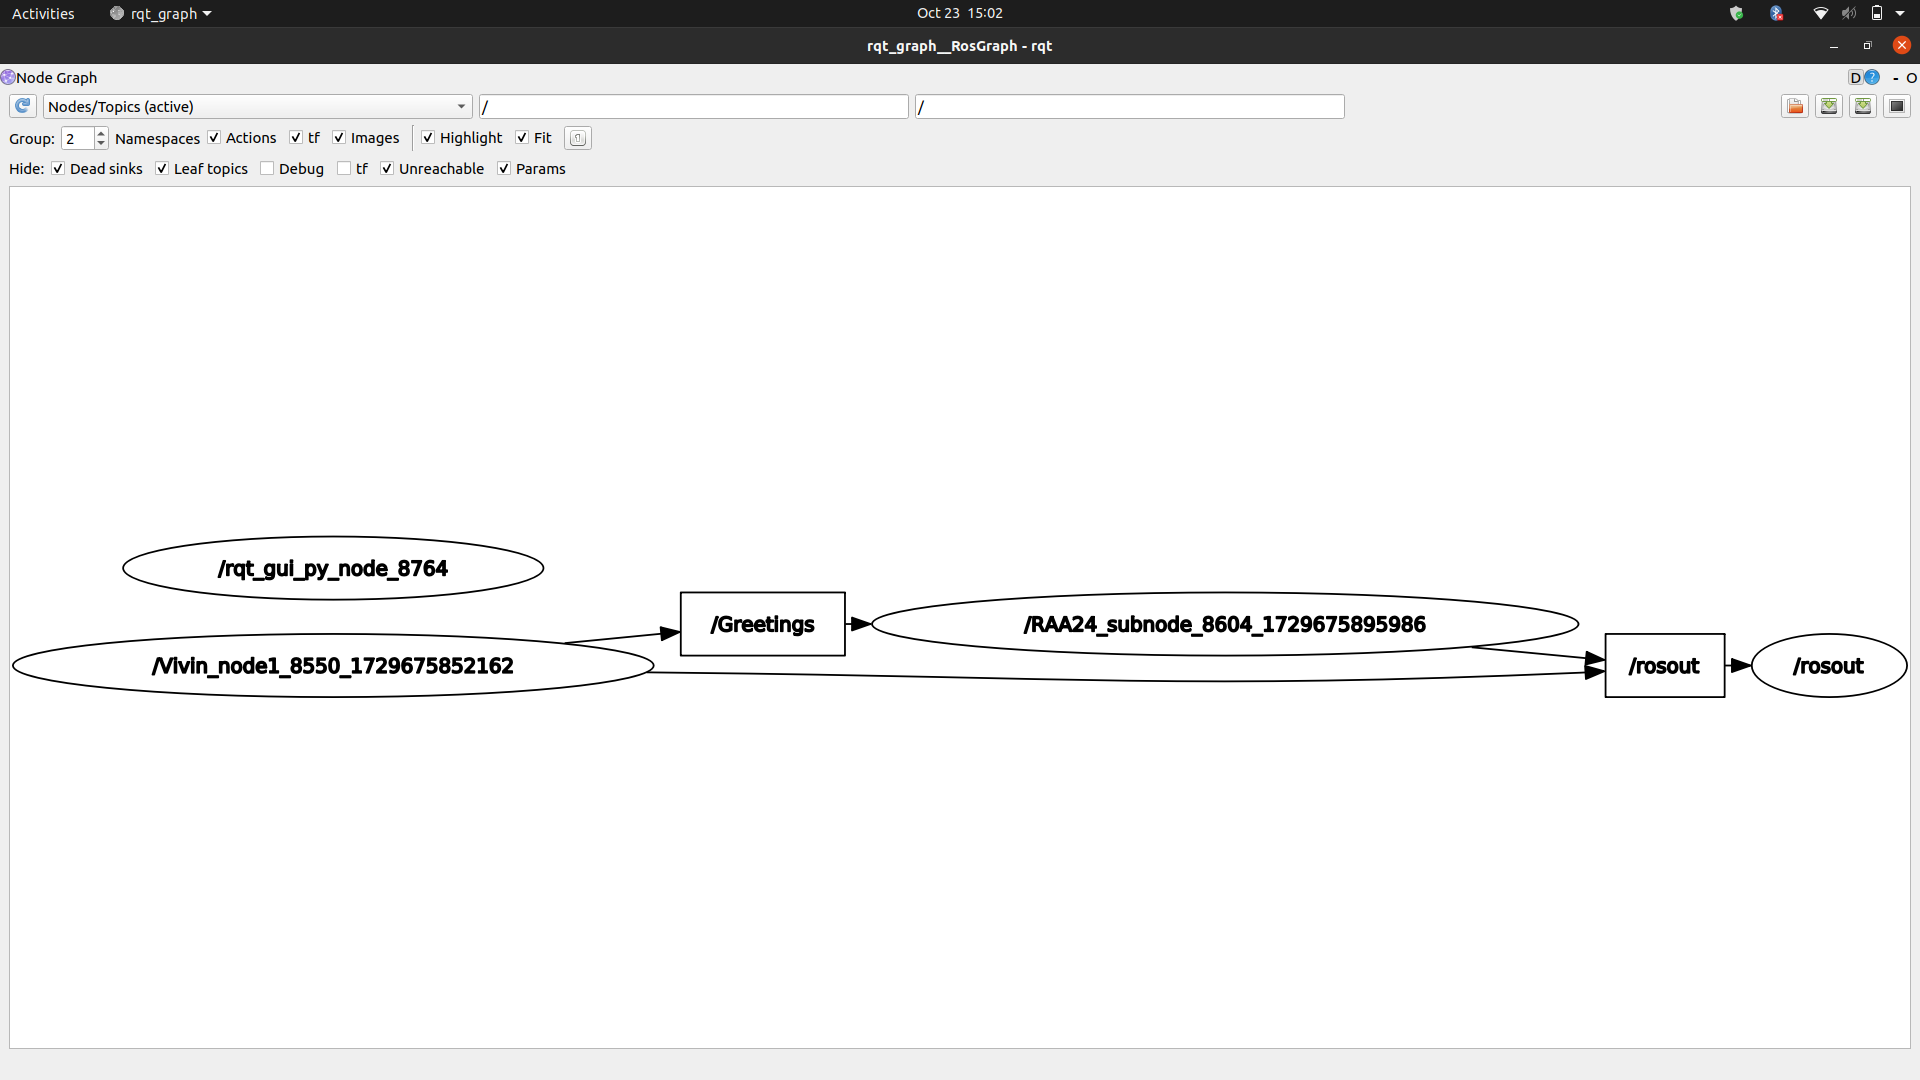 Activities rqt_graph Oct 23 15:02
rqt_graph__RosGraph - rqt
Node Graph D ? - O
Nodes/Topics (active) / /
Group: 2 Namespaces Actions tf Images Highlight Fit
Hide: Dead sinks Leaf topics Debug tf Unreachable Params
/rqt_gui_py_node_8764
/Greetings
/RAA24_subnode_8604_1729675895986
/Vivin_node1_8550_1729675852162
/rosout
/rosout